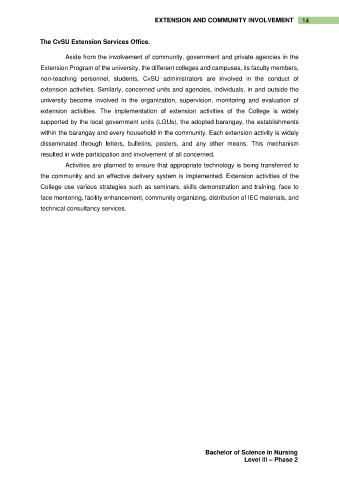 EXTENSION AND COMMUNITY INVOLVEMENT 14
The CvSU Extension Services Office.
Aside from the involvement of community, government and private agencies in the
Extension Program of the university, the different colleges and campuses, its faculty members,
non-teaching personnel, students, CvSU administrators are involved in the conduct of
extension activities. Similarly, concerned units and agencies, individuals, in and outside the
university become involved in the organization, supervision, monitoring and evaluation of
extension activities. The implementation of extension activities of the College is widely
supported by the local government units (LGUs), the adopted barangay, the establishments
within the barangay and every household in the community. Each extension activity is widely
disseminated through letters, bulletins, posters, and any other means. This mechanism
resulted in wide participation and involvement of all concerned.
Activities are planned to ensure that appropriate technology is being transferred to
the community and an effective delivery system is implemented. Extension activities of the
College use various strategies such as seminars, skills demonstration and training, face to
face mentoring, facility enhancement, community organizing, distribution of IEC materials, and
technical consultancy services.
Bachelor of Science in Nursing
Level III – Phase 2